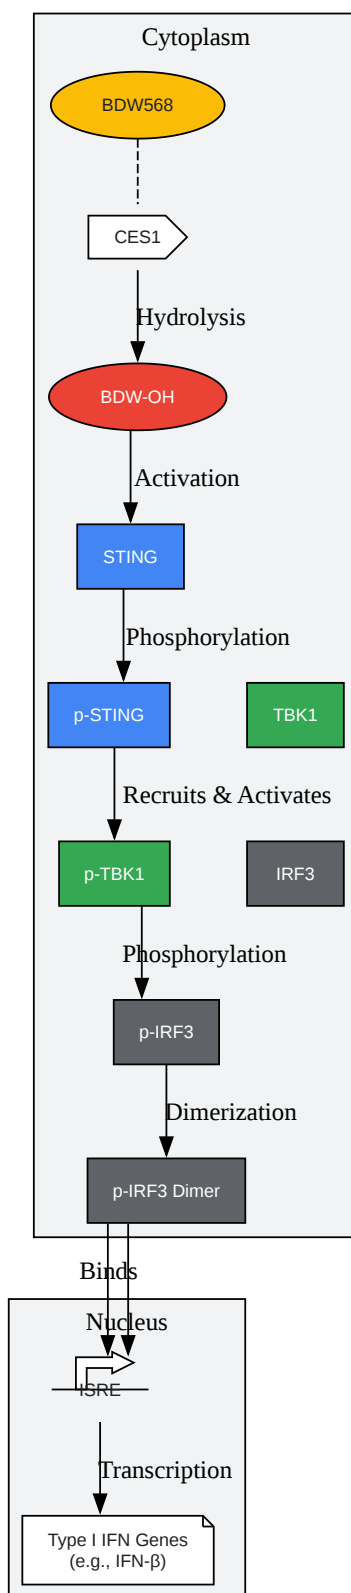 Cytoplasm
BDW568
CES1
Hydrolysis
BDW-OH
Activation
STING
Phosphorylation
p-STING
TBK1
Recruits & Activates
p-TBK1
IRF3
Phosphorylation
p-IRF3
Dimerization
p-IRF3 Dimer
Binds
Nucleus
ISRE
Transcription
Type I IFN Genes
(e.g., IFN-β)